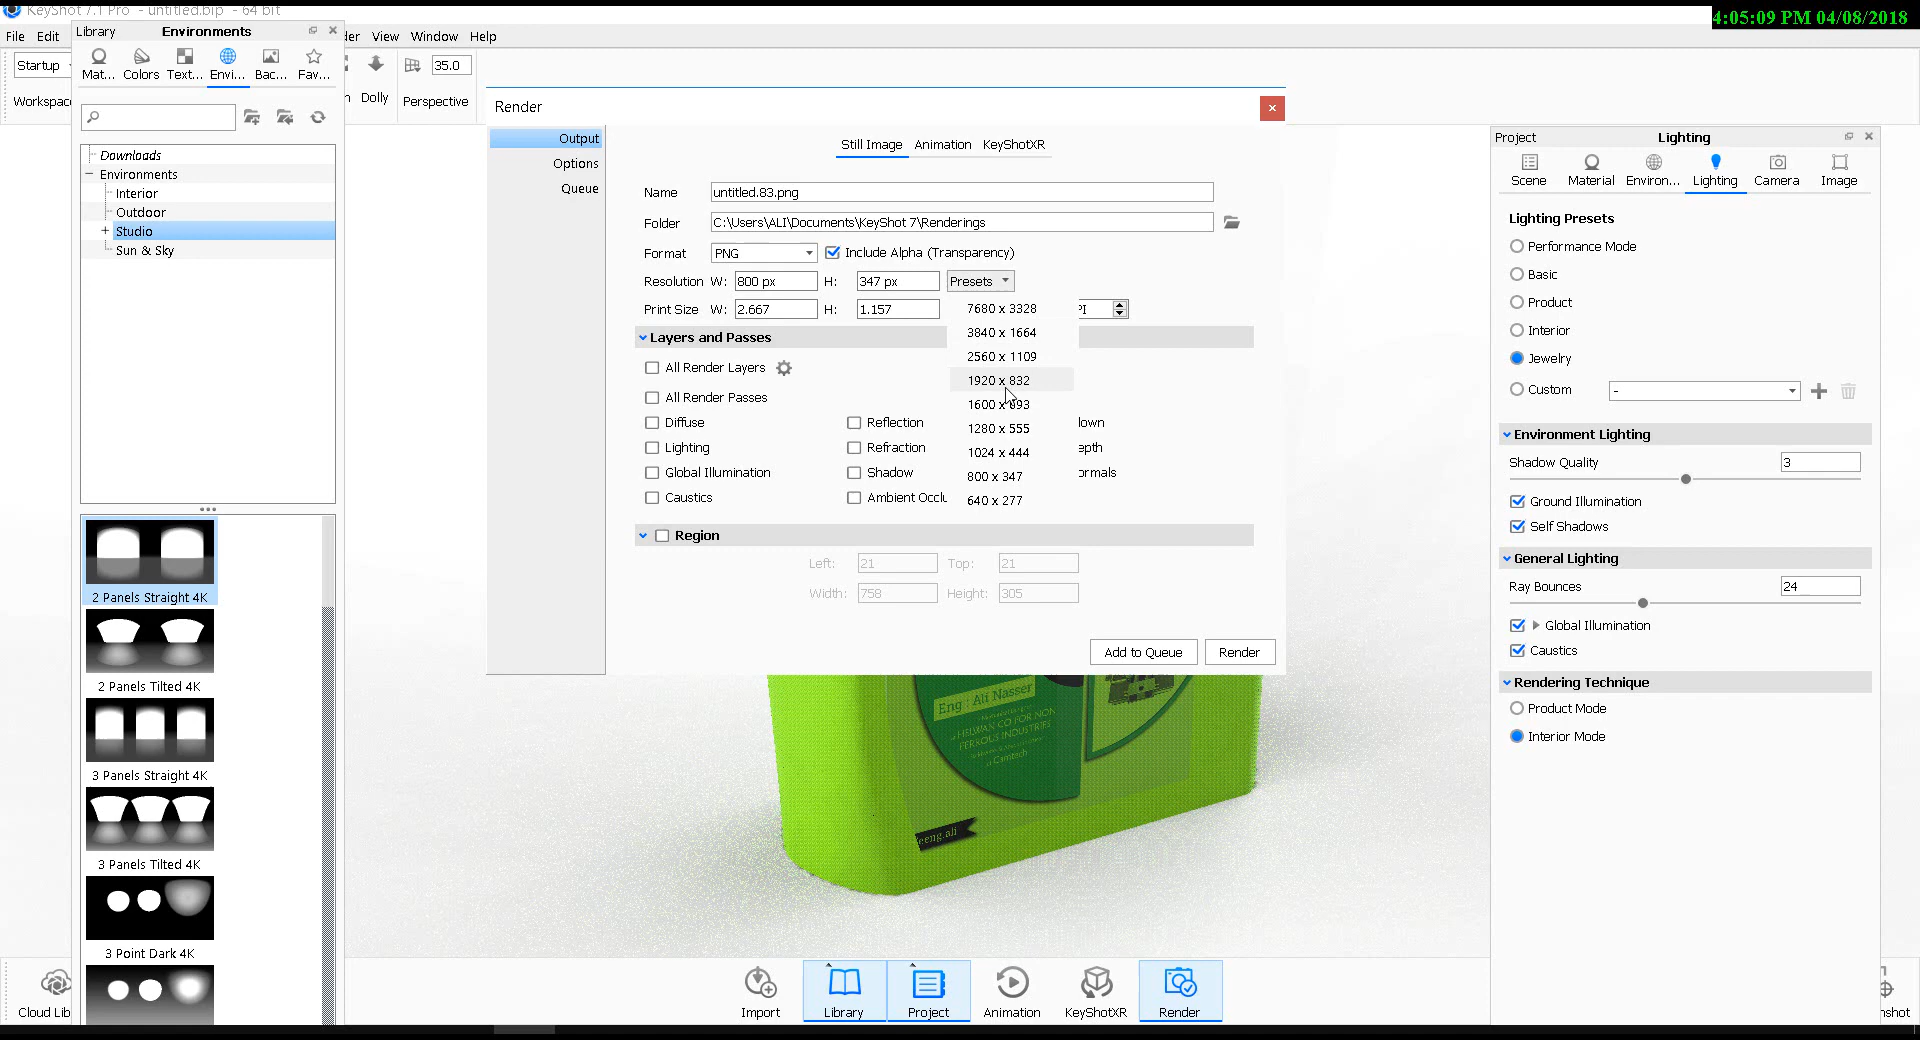 KeyShot 7.1 Pro - untitled.bip - 64 bit
4:05:09 PM 04/08/2018
File Edit
View Window Help
Library
Environments
Mat... Colors Text... Envi... Bac... Fav...
Startup
35.0
Dolly
Perspective
Downloads
Environments
Interior
Outdoor
Studio
Sun & Sky
2 Panels Straight 4K
2 Panels Tilted 4K
3 Panels Straight 4K
3 Panels Tilted 4K
3 Point Dark 4K
Render
Output
Options
Queue
Still Image Animation KeyShotXR
Name untitled.83.png
Folder C:\Users\ALI\Documents\KeyShot 7\Renderings
Format PNG Include Alpha (Transparency)
Resolution W: 800 px H: 347 px Presets
Print Size W: 2.667 H: 1.157
7680 x 3328
3840 x 1664
2560 x 1109
1920 x 832
1600 x 693
1280 x 555
1024 x 444
800 x 347
640 x 277
Layers and Passes
All Render Layers
All Render Passes
Diffuse Reflection
Lighting Refraction
Global Illumination Shadow
Caustics Ambient
Region
Left: 21 Top: 21
Width: 758 Height: 305
Add to Queue Render
Eng : Ali Nasser
HELWAN CO FOR NON
FERROUS INDUSTRIES
Camtech
eng.ali
Project
Lighting
Scene Material Environ... Lighting Camera Image
Lighting Presets
Performance Mode
Basic
Product
Interior
Jewelry
Custom -
Environment Lighting
Shadow Quality 3
Ground Illumination
Self Shadows
General Lighting
Ray Bounces 24
Global Illumination
Caustics
Rendering Technique
Product Mode
Interior Mode
Cloud Lib
Import Library Project Animation KeyShotXR Render